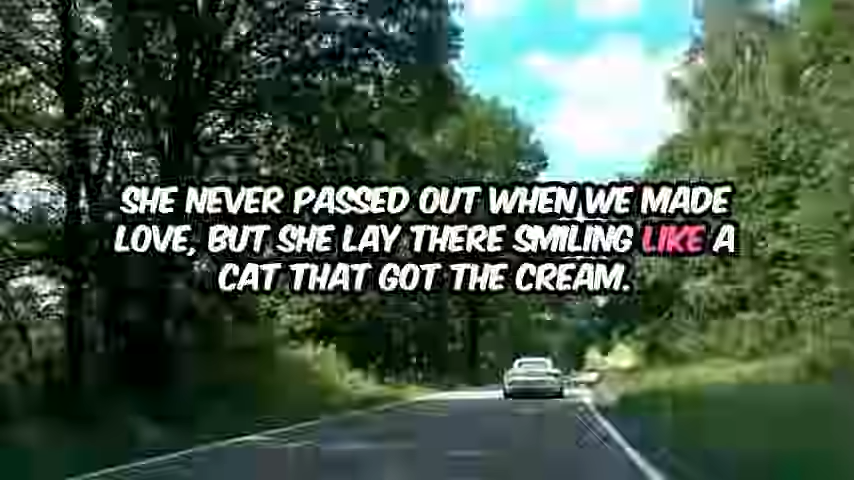 SHE NEVER PASSED OUT WHEN WE MADE
LOVE, BUT SHE LAY THERE SMILING LIKE A
CAT THAT GOT THE CREAM.